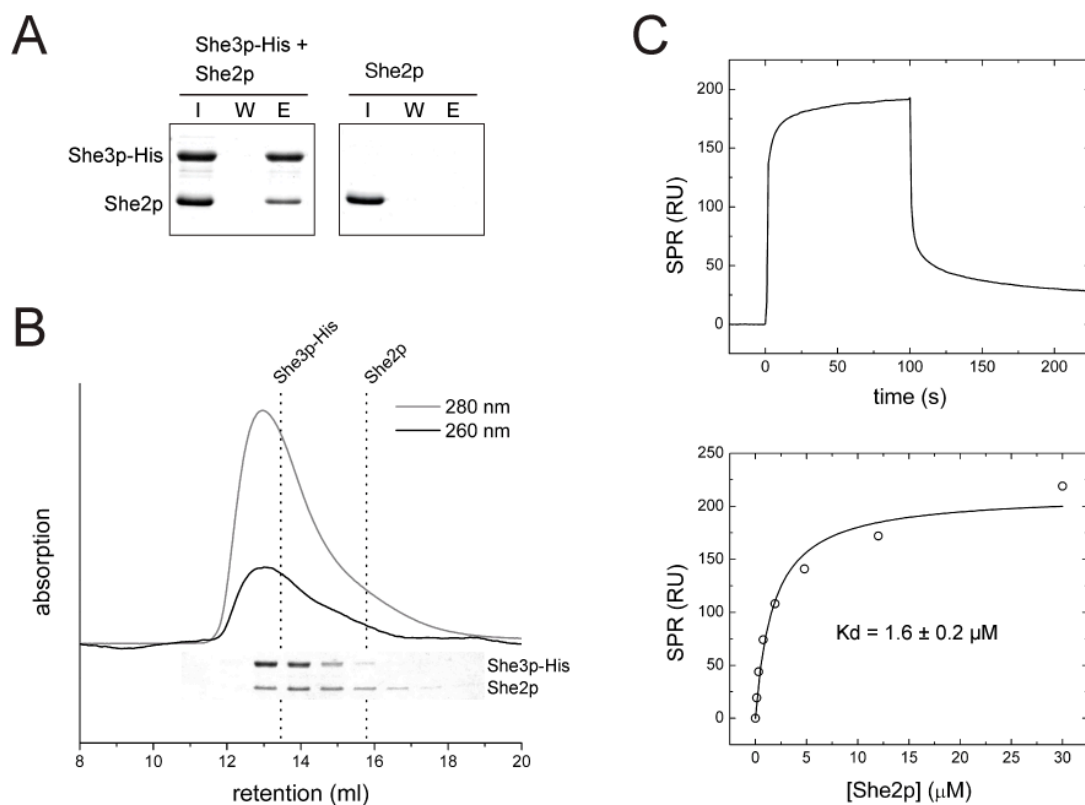 A
She3p-His +
She2p
I W E
She2p
I W E
She3p-His
She2p
B
She3p-His
She2p
280 nm
260 nm
absorption
She3p-His
She2p
8 10 12 14 16 18 20
retention (ml)
C
200
150
100
50
0
SPR (RU)
0 50 100 150 200
time (s)
250
200
150
100
50
0
SPR (RU)
Kd = 1.6 ± 0.2 µM
0 5 10 15 20 25 30
[She2p] (µM)